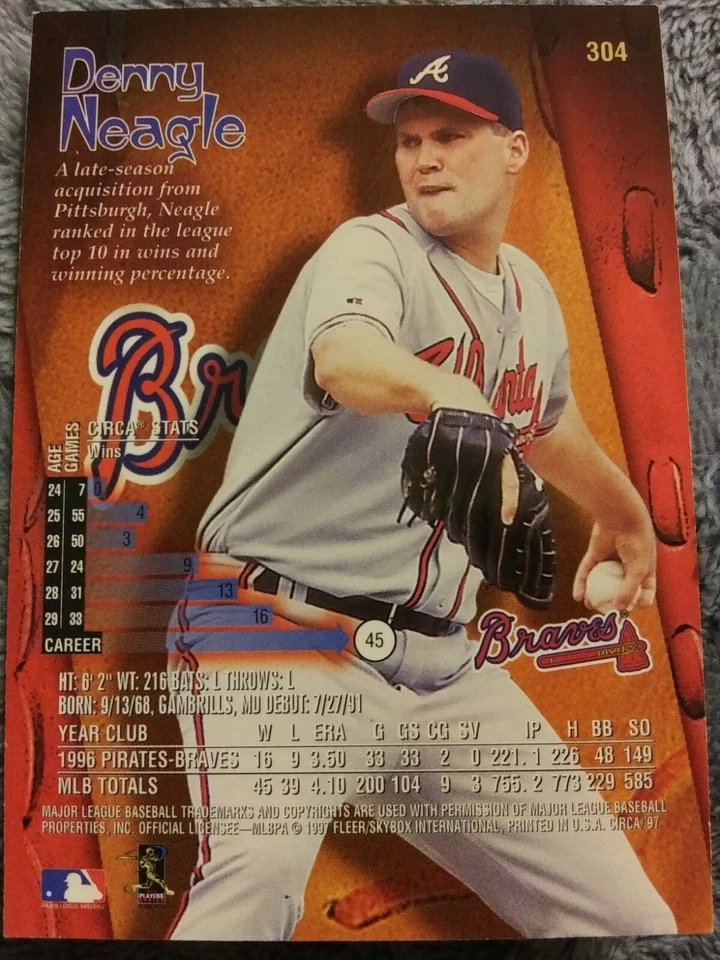 304
Denny
Neagle
A late-season
acquisition from
Pittsburgh, Neagle
ranked in the league
top 10 in wins and
winning percentage.
A
Atlanta
Br
AGE GAMES CIRCA® STATS
Wins
24 7 0
25 55 4
26 50 3
27 24 9
28 31 13
29 33 16
CAREER 45
Braves®
HT: 6' 2" WT: 216 BATS: L THROWS: L
BORN: 9/13/68, GAMBRILLS, MD DEBUT: 7/27/91
YEAR CLUB W L ERA G GS CG SV IP H BB SO
1996 PIRATES-BRAVES 16 9 3.50 33 33 2 0 221.1 226 48 149
MLB TOTALS 45 39 4.10 200 104 9 3 755.2 773 229 585
MAJOR LEAGUE BASEBALL TRADEMARKS AND COPYRIGHTS ARE USED WITH PERMISSION OF MAJOR LEAGUE BASEBALL
PROPERTIES, INC. OFFICIAL LICENSEE—MLBPA © 1997 FLEER/SKYBOX INTERNATIONAL, PRINTED IN U.S.A. CIRCA/97
MAJOR LEAGUE BASEBALL
PLAYERS